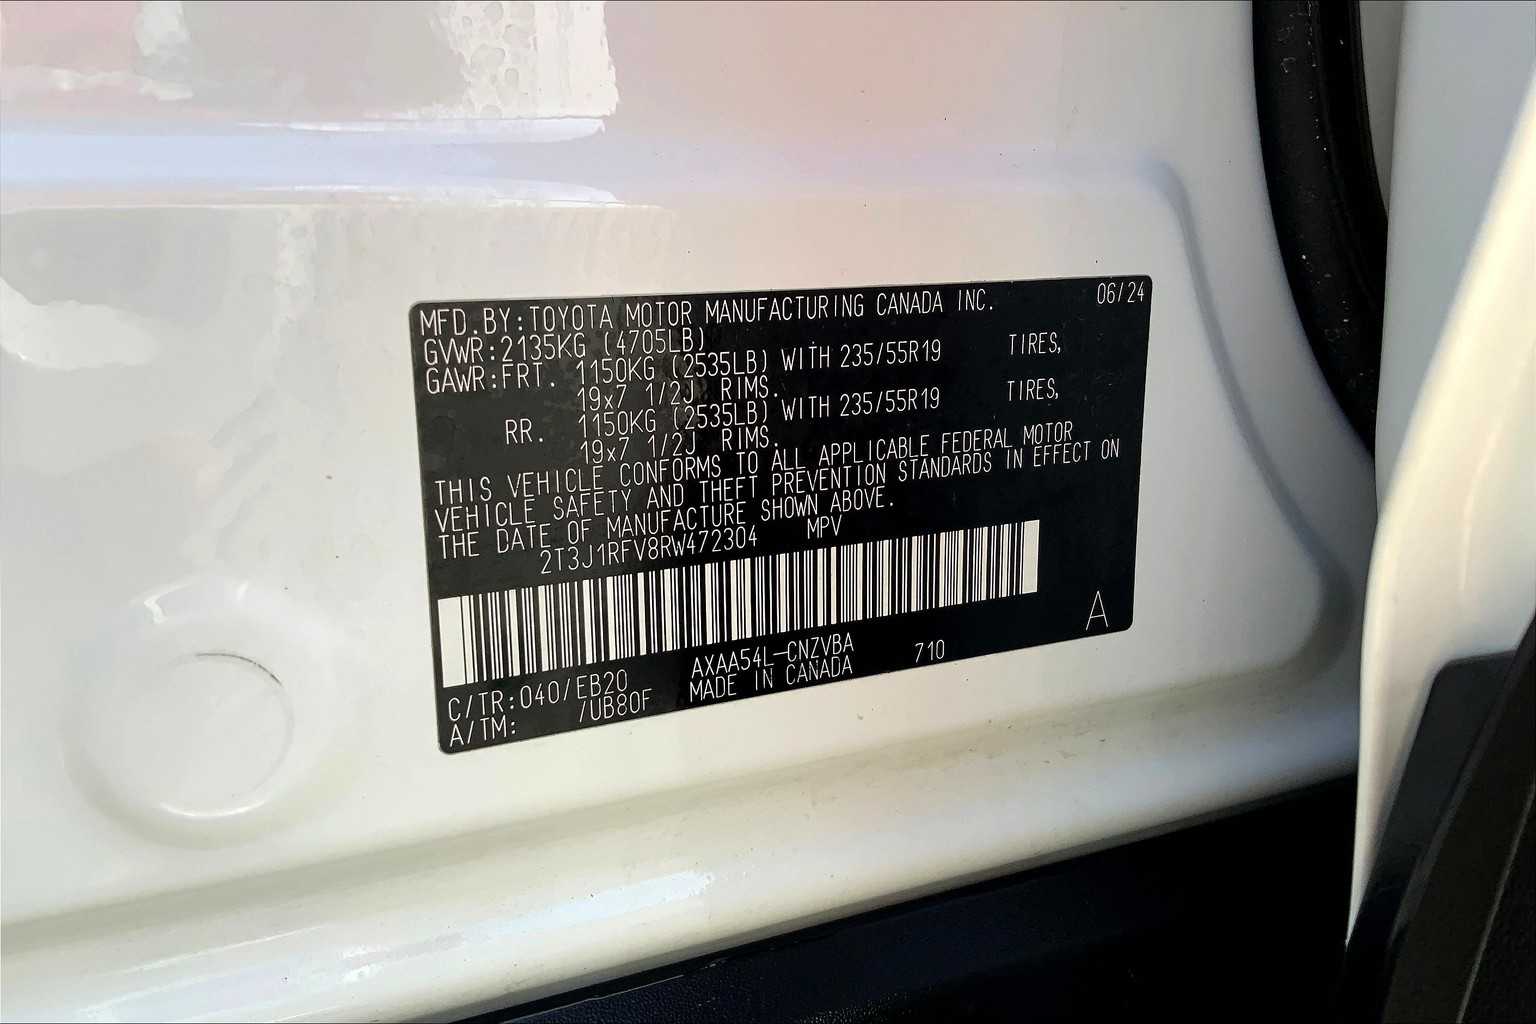 MFD.BY:TOYOTA MOTOR MANUFACTURING CANADA INC. 06/24
GVWR:2135KG (4705LB)
GAWR:FRT. 1150KG (2535LB) WITH 235/55R19 TIRES,
19x7 1/2J RIMS.
RR. 1150KG (2535LB) WITH 235/55R19 TIRES,
19x7 1/2J RIMS.
THIS VEHICLE CONFORMS TO ALL APPLICABLE FEDERAL MOTOR
VEHICLE SAFETY AND THEFT PREVENTION STANDARDS IN EFFECT ON
THE DATE OF MANUFACTURE SHOWN ABOVE.
2T3J1RFV8RW472304 MPV
A
C/TR:040/EB20 AXAA54L-CNZVBA 710
A/TM: /UB80F MADE IN CANADA